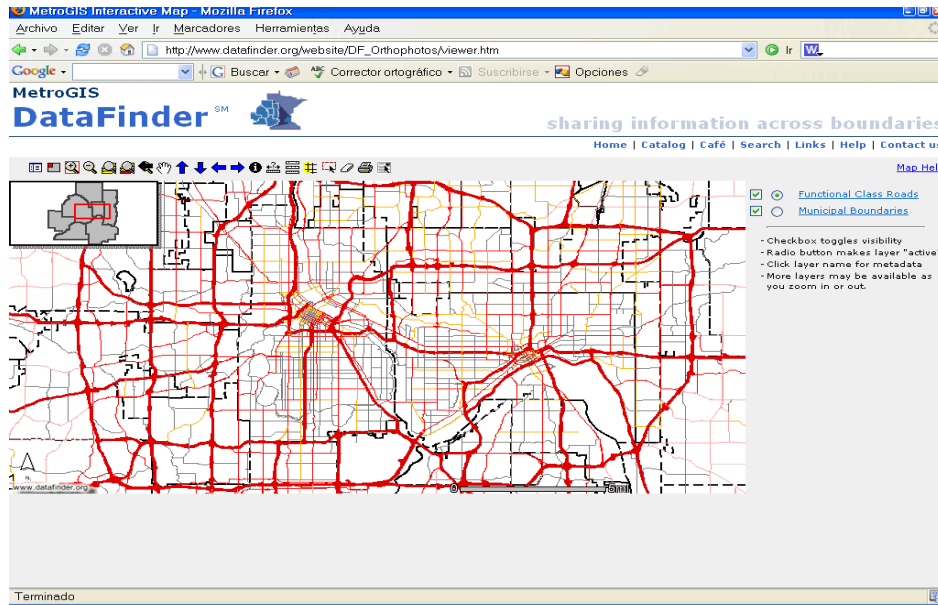 MetroGIS Interactive Map - Mozilla Firefox
Archivo Editar Ver Ir Marcadores Herramientas Ayuda
http://www.datafinder.org/website/DF_Orthophotos/viewer.htm Ir W
Google Buscar Corrector ortográfico Suscribirse Opciones
MetroGIS
DataFinder SM
sharing information across boundaries
Home | Catalog | Café | Search | Links | Help | Contact us
Map Hel
Functional Class Roads
Municipal Boundaries
- Checkbox toggles visibility
- Radio button makes layer "active
- Click layer name for metadata
- More layers may be available as
you zoom in or out.
N
www.datafinder.org
0 6mi
Terminado